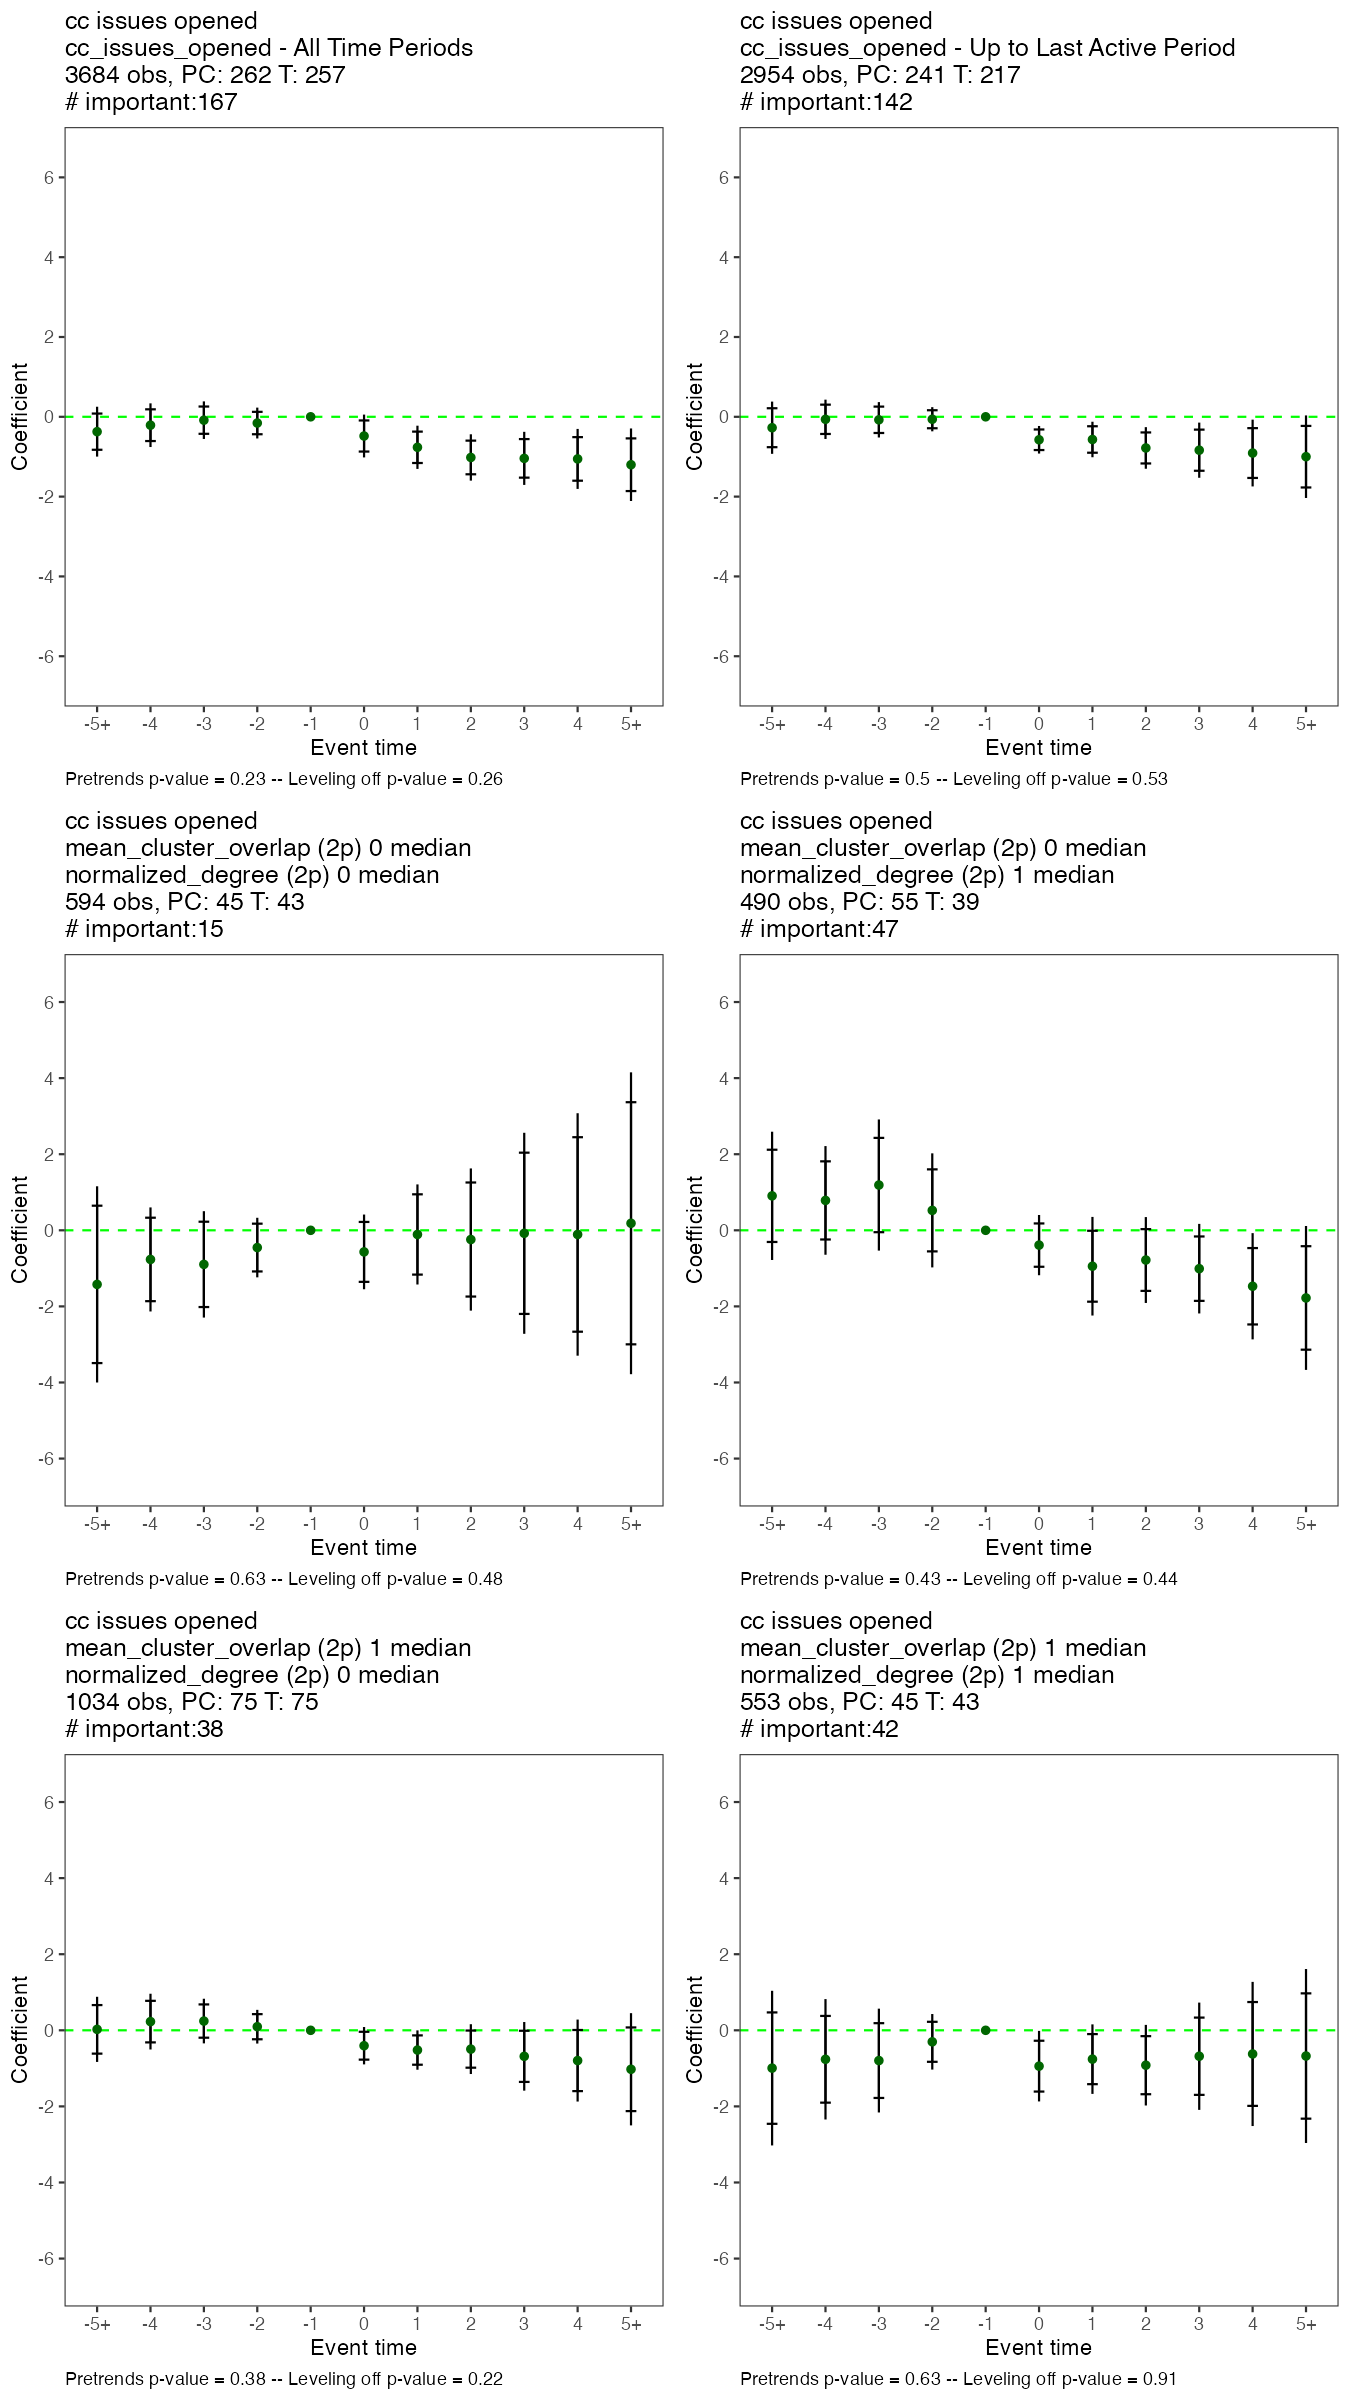 cc issues opened
cc_issues_opened - All Time Periods
3684 obs, PC: 262 T: 257
# important:167
6
4
2
0
-2
-4
-6
Coefficient
-5+ -4 -3 -2 -1 0 1 2 3 4 5+
Event time
Pretrends p-value = 0.23 -- Leveling off p-value = 0.26
cc issues opened
cc_issues_opened - Up to Last Active Period
2954 obs, PC: 241 T: 217
# important:142
6
4
2
0
-2
-4
-6
Coefficient
-5+ -4 -3 -2 -1 0 1 2 3 4 5+
Event time
Pretrends p-value = 0.5 -- Leveling off p-value = 0.53
cc issues opened
mean_cluster_overlap (2p) 0 median
normalized_degree (2p) 0 median
594 obs, PC: 45 T: 43
# important:15
6
4
2
0
-2
-4
-6
Coefficient
-5+ -4 -3 -2 -1 0 1 2 3 4 5+
Event time
Pretrends p-value = 0.63 -- Leveling off p-value = 0.48
cc issues opened
mean_cluster_overlap (2p) 0 median
normalized_degree (2p) 1 median
490 obs, PC: 55 T: 39
# important:47
6
4
2
0
-2
-4
-6
Coefficient
-5+ -4 -3 -2 -1 0 1 2 3 4 5+
Event time
Pretrends p-value = 0.43 -- Leveling off p-value = 0.44
cc issues opened
mean_cluster_overlap (2p) 1 median
normalized_degree (2p) 0 median
1034 obs, PC: 75 T: 75
# important:38
6
4
2
0
-2
-4
-6
Coefficient
-5+ -4 -3 -2 -1 0 1 2 3 4 5+
Event time
Pretrends p-value = 0.38 -- Leveling off p-value = 0.22
cc issues opened
mean_cluster_overlap (2p) 1 median
normalized_degree (2p) 1 median
553 obs, PC: 45 T: 43
# important:42
6
4
2
0
-2
-4
-6
Coefficient
-5+ -4 -3 -2 -1 0 1 2 3 4 5+
Event time
Pretrends p-value = 0.63 -- Leveling off p-value = 0.91